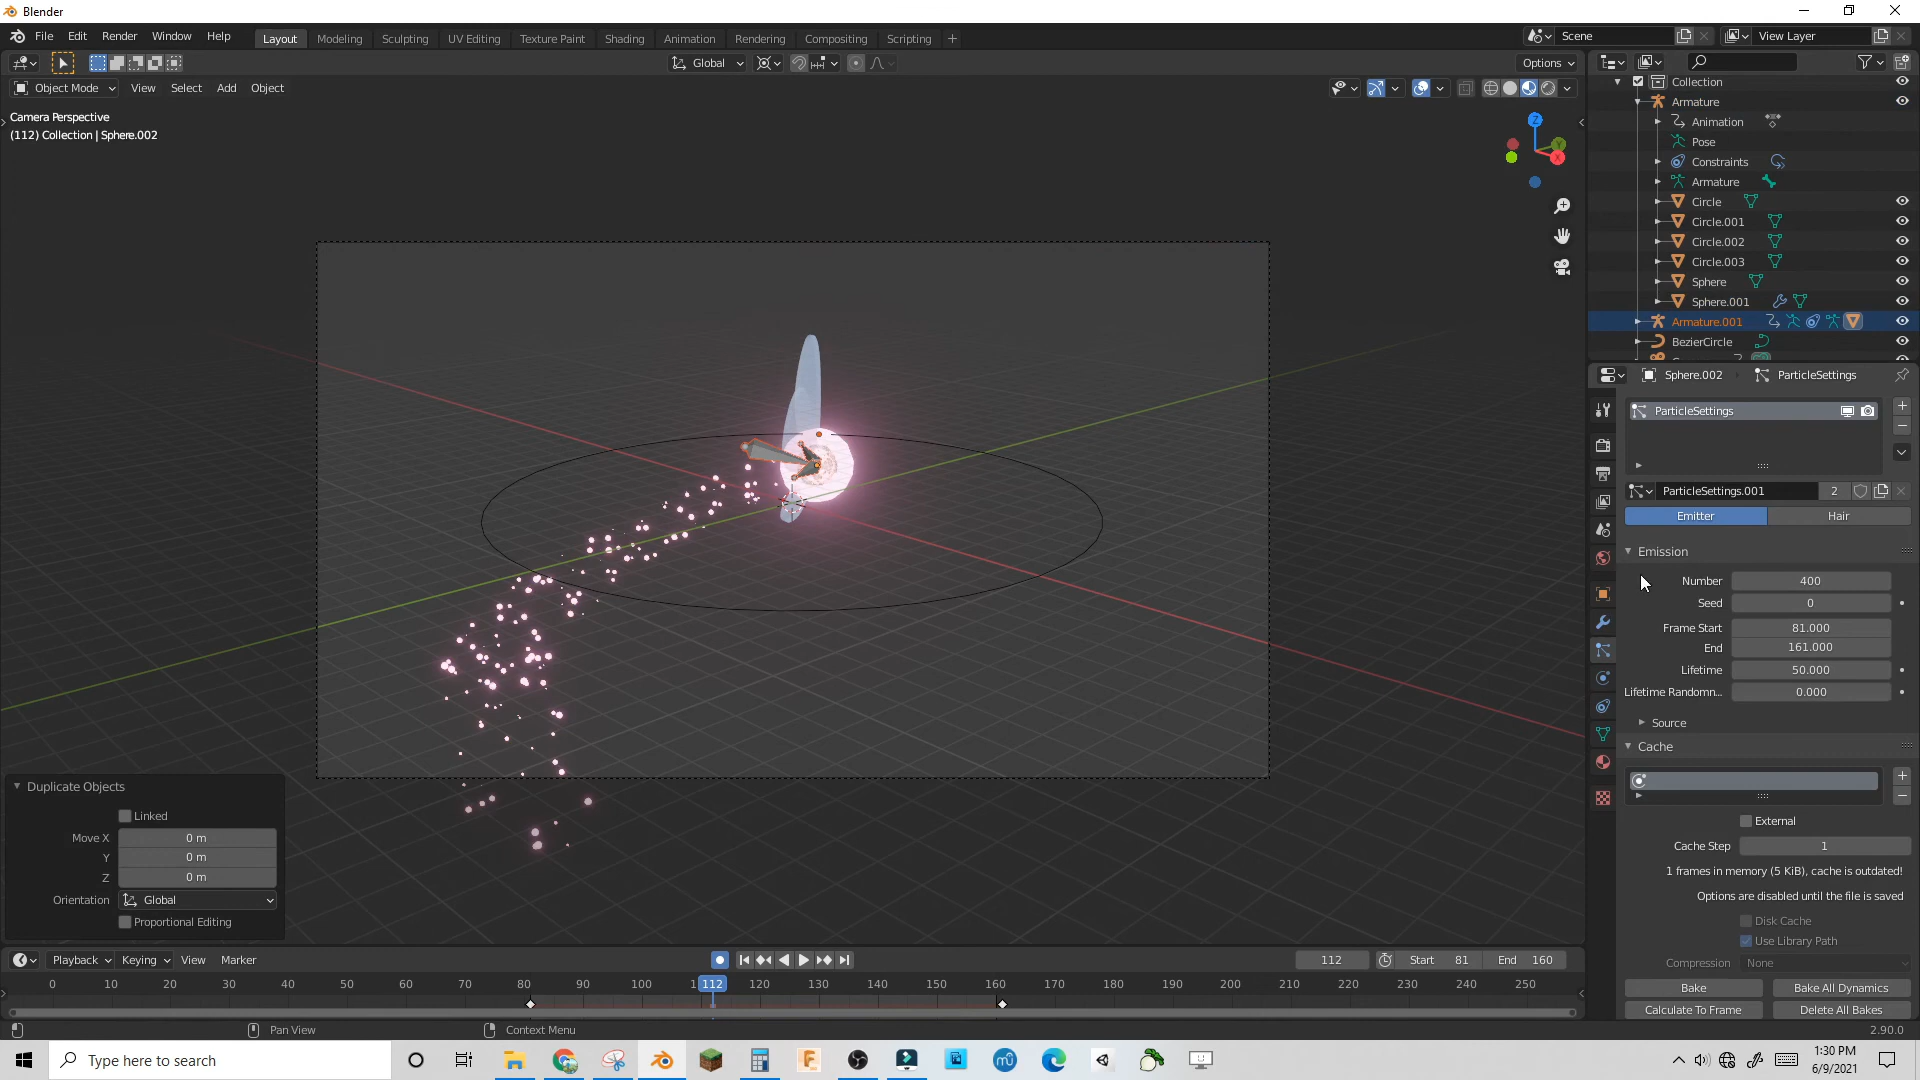 Blender
File Edit Render Window Help Layout Modeling Sculpting UV Editing Texture Paint Shading Animation Rendering Compositing Scripting Scene View Layer
Global Options
Object Mode View Select Add Object
Camera Perspective
(112) Collection | Sphere.002
Z
X
Collection
Armature
Animation
Pose
Constraints
Armature
Circle
Circle.001
Circle.002
Circle.003
Sphere
Sphere.001
Armature.001
BezierCircle
Sphere.002 ParticleSettings
ParticleSettings
ParticleSettings.001 2
Emitter Hair
Emission
Number 400
Seed 0
Frame Start 81.000
End 161.000
Lifetime 50.000
Lifetime Randomn... 0.000
Source
Cache
External
Cache Step 1
1 frames in memory (5 KiB), cache is outdated!
Options are disabled until the file is saved
Disk Cache
Use Library Path
Compression None
Bake Bake All Dynamics
Calculate To Frame Delete All Bakes
Duplicate Objects
Linked
Move X 0 m
Y 0 m
Z 0 m
Orientation Global
Proportional Editing
Playback Keying View Marker 112 Start 81 End 160
0 10 20 30 40 50 60 70 80 90 100 1 112 120 130 140 150 160 170 180 190 200 210 220 230 240 250
Pan View Context Menu 2.90.0
Type here to search
1:30 PM
6/9/2021